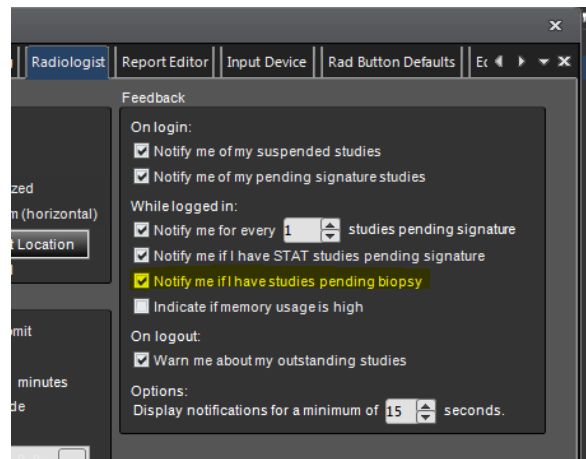 Radiologist Report Editor Input Device Rad Button Defaults
Feedback
On login:
Notify me of my suspended studies
Notify me of my pending signature studies
zed
While logged in:
m (horizontal)
Notify me for every 1 studies pending signature
t Location
Notify me if I have STAT studies pending signature
Notify me if I have studies pending biopsy
Indicate if memory usage is high
mit
On logout:
Warn me about my outstanding studies
minutes
Options:
de
Display notifications for a minimum of 15 seconds.